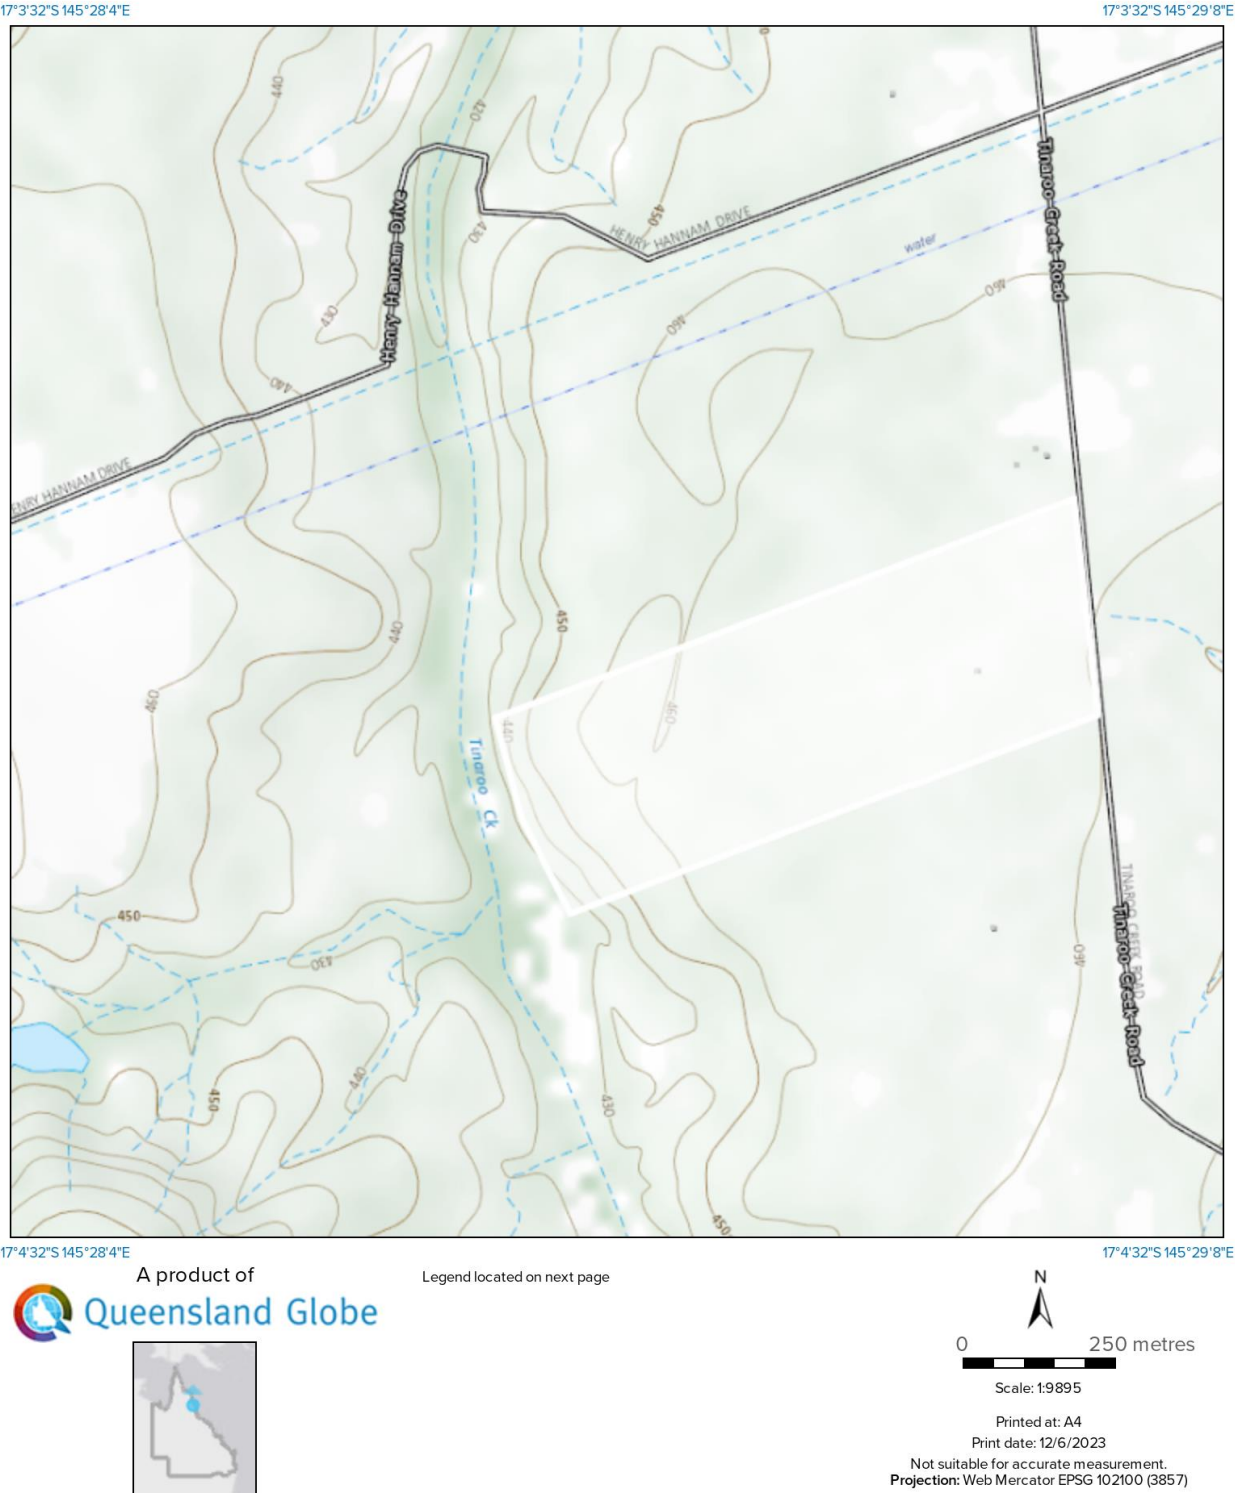 17°3'32"S 145°28'4"E
17°3'32"S 145°29'8"E
440
420
450
430
HENRY HANNAM DRIVE
Tinaroo Creek Road
water
460
460
Henry Hannam Drive
430
440
ENRY HANNAM DRIVE
440
450
460
440
460
Tinaroo Ck
450
430
TINAROO CREEK ROAD
460
Tinaroo Creek Road
440
450
430
450
17°4'32"S 145°28'4"E
17°4'32"S 145°29'8"E
A product of
Queensland Globe
Legend located on next page
N
0 250 metres
Scale: 1:9895
Printed at: A4
Print date: 12/6/2023
Not suitable for accurate measurement.
Projection: Web Mercator EPSG 102100 (3857)